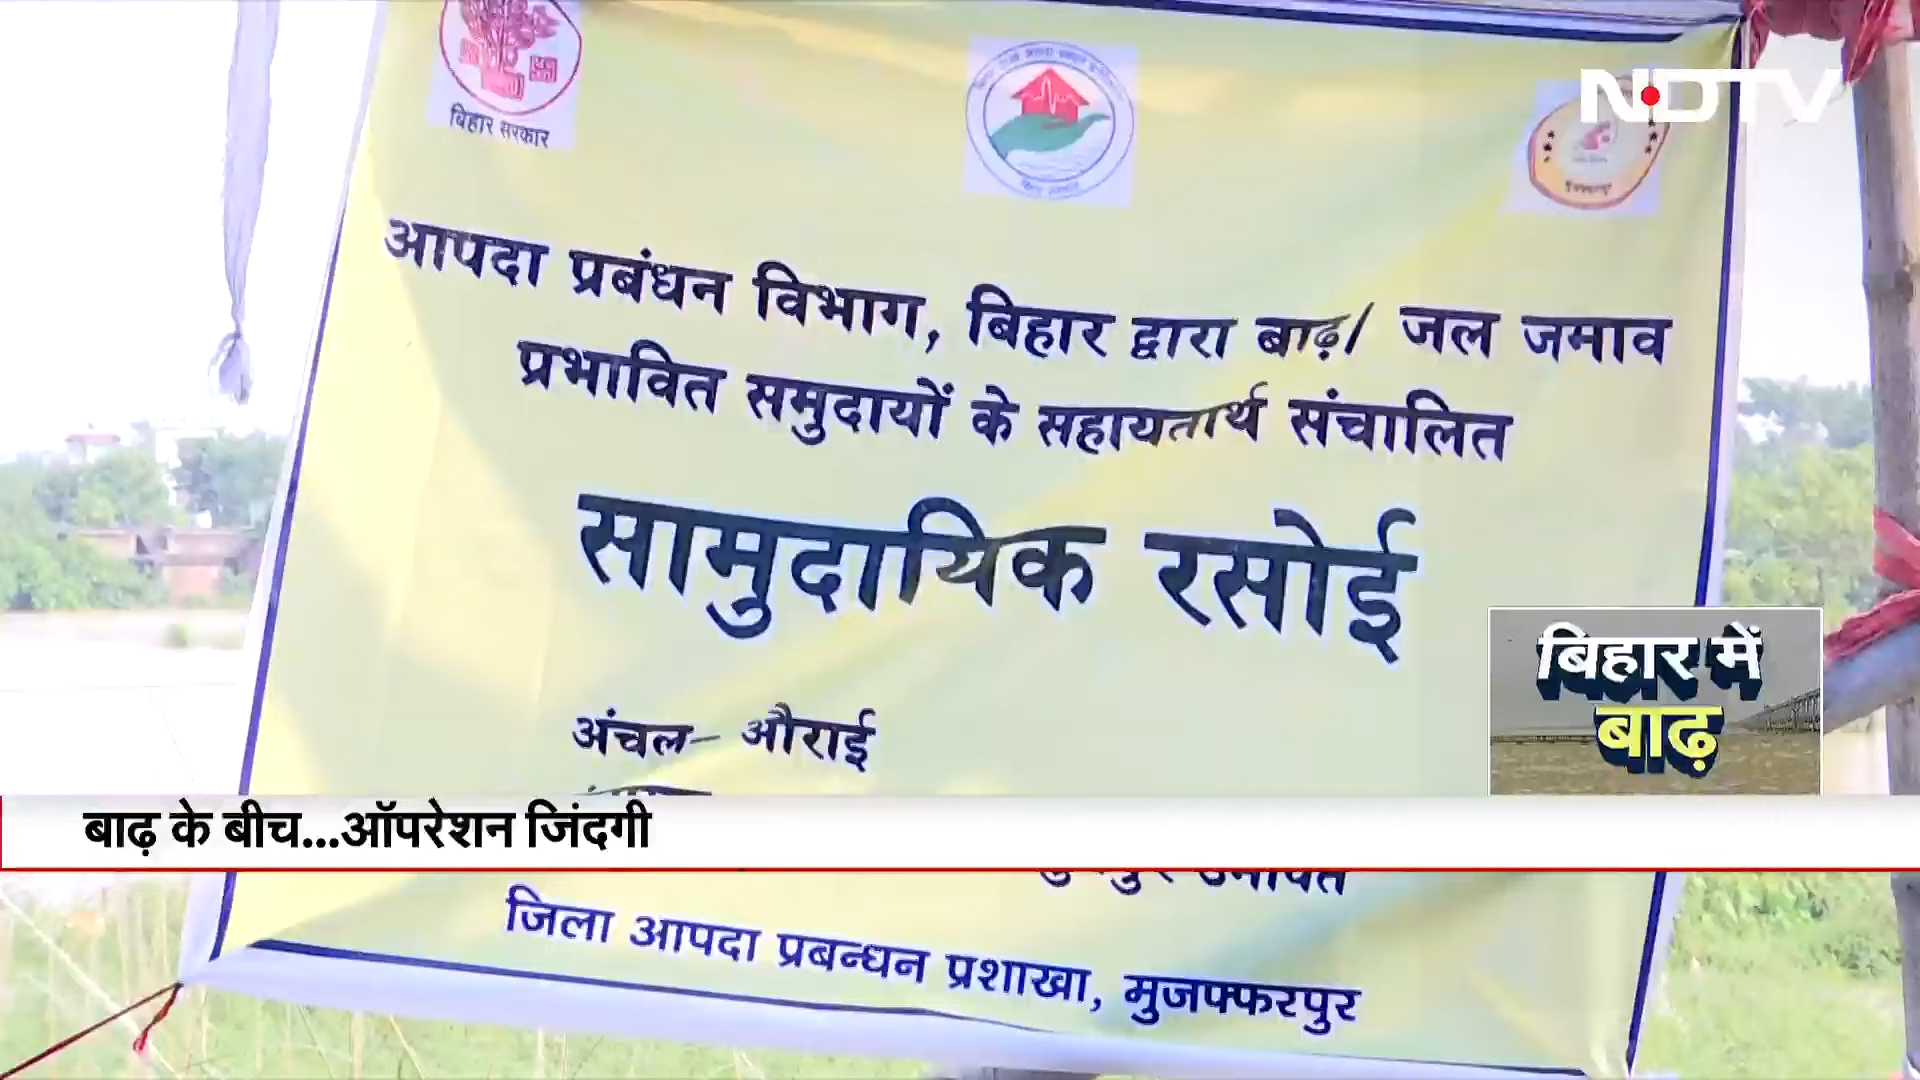 NDTV
बिहार सरकार
आपदा प्रबंधन विभाग, बिहार द्वारा बाढ़/ जल जमाव
प्रभावित समुदायों के सहायतार्थ संचालित
सामुदायिक रसोई
बिहार में
बाढ़
अंचल- औराई
बाढ़ के बीच...ऑपरेशन जिंदगी
जिला आपदा प्रबन्धन प्रशाखा, मुजफ्फरपुर